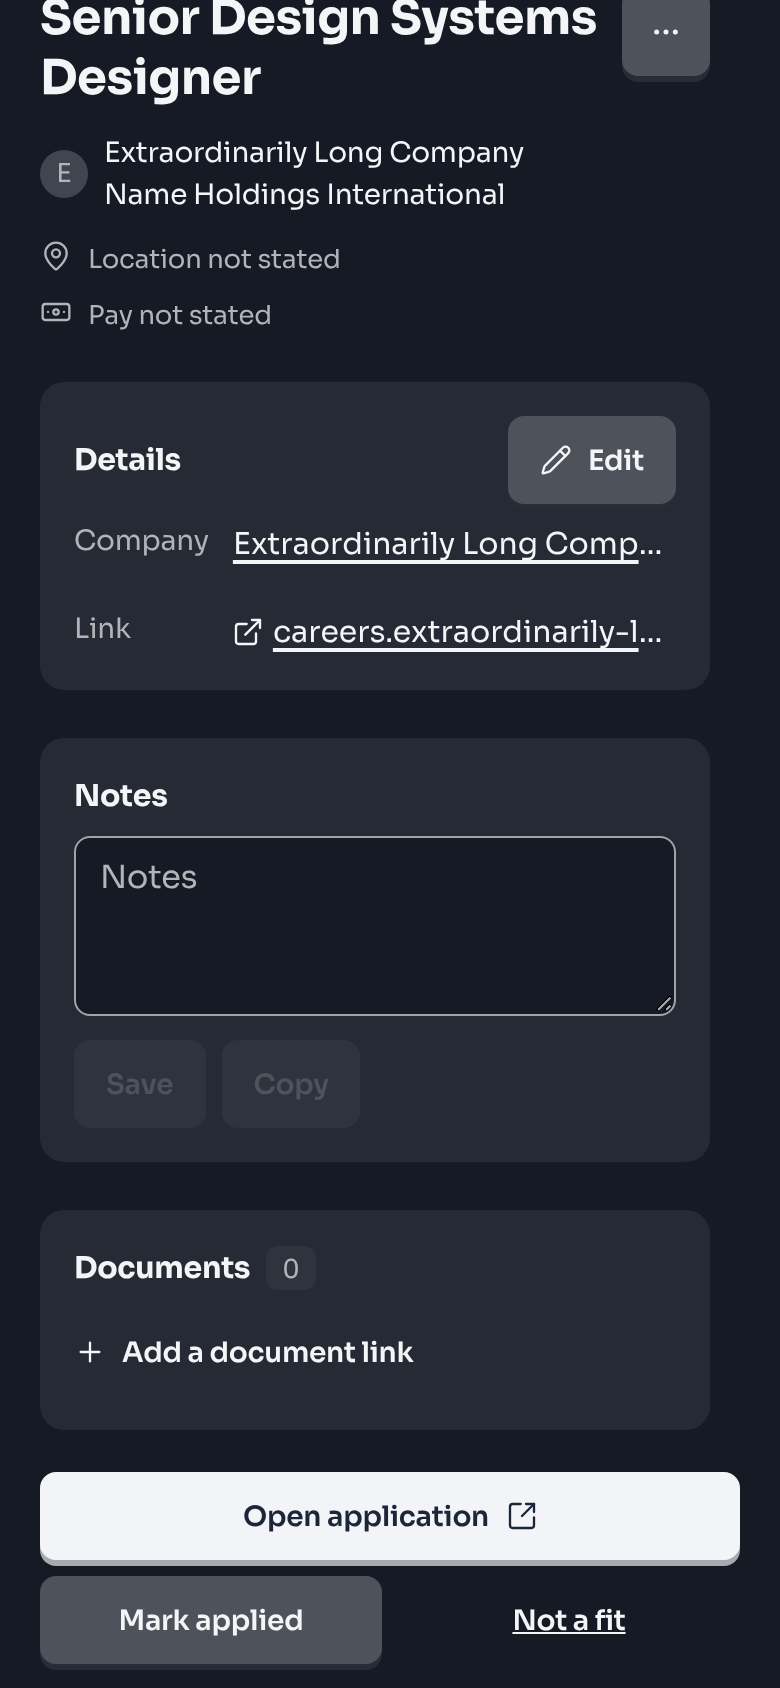 Senior Design Systems
Designer
...
E
Extraordinarily Long Company
Name Holdings International
Location not stated
Pay not stated
Details
Edit
Company
Extraordinarily Long Comp...
Link
careers.extraordinarily-l...
Notes
Notes
Save
Copy
Documents
0
Add a document link
Open application
Mark applied
Not a fit